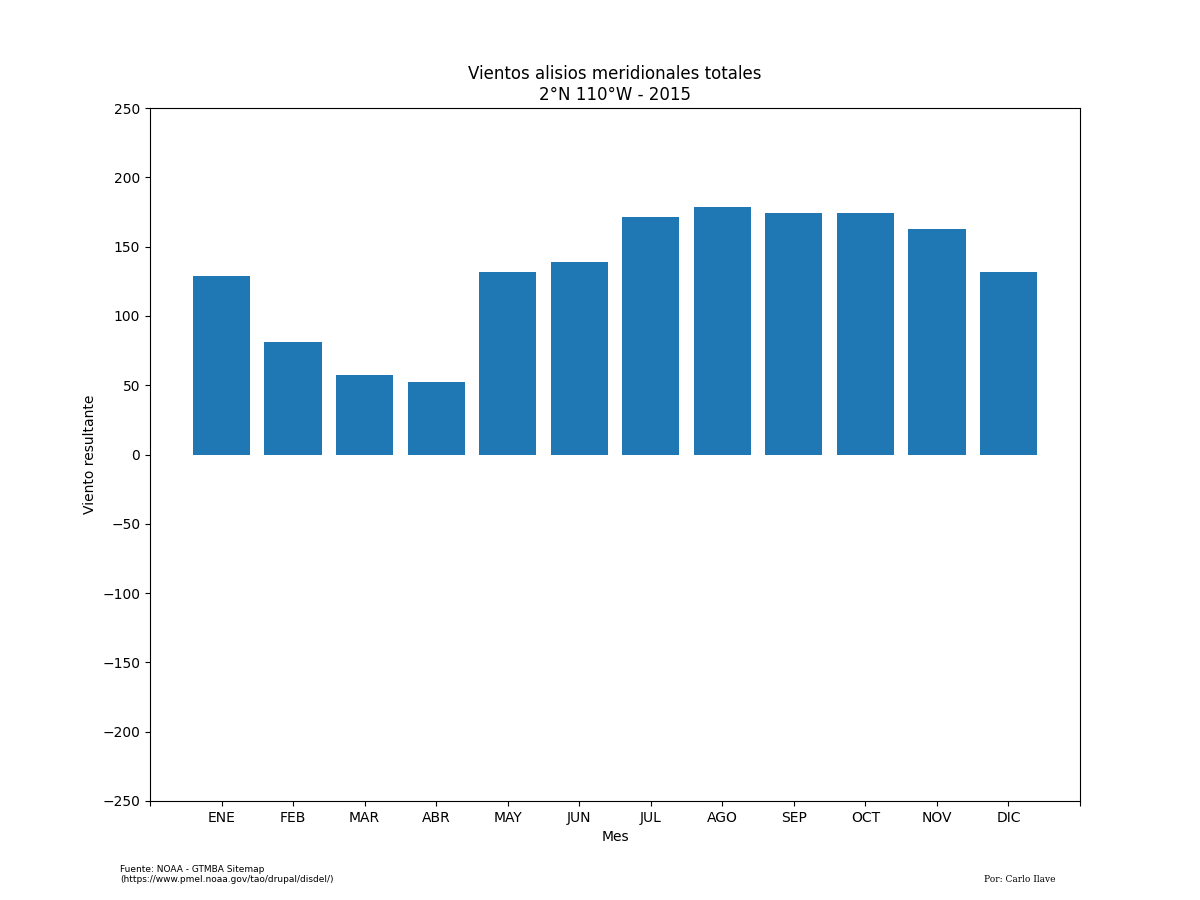 Vientos alisios meridionales totales
2°N 110°W - 2015
250
200
150
100
50
0
−50
−100
−150
−200
−250
Viento resultante
ENE FEB MAR ABR MAY JUN JUL AGO SEP OCT NOV DIC
Mes
Fuente: NOAA - GTMBA Sitemap
(https://www.pmel.noaa.gov/tao/drupal/disdel/)
Por: Carlo Ilave